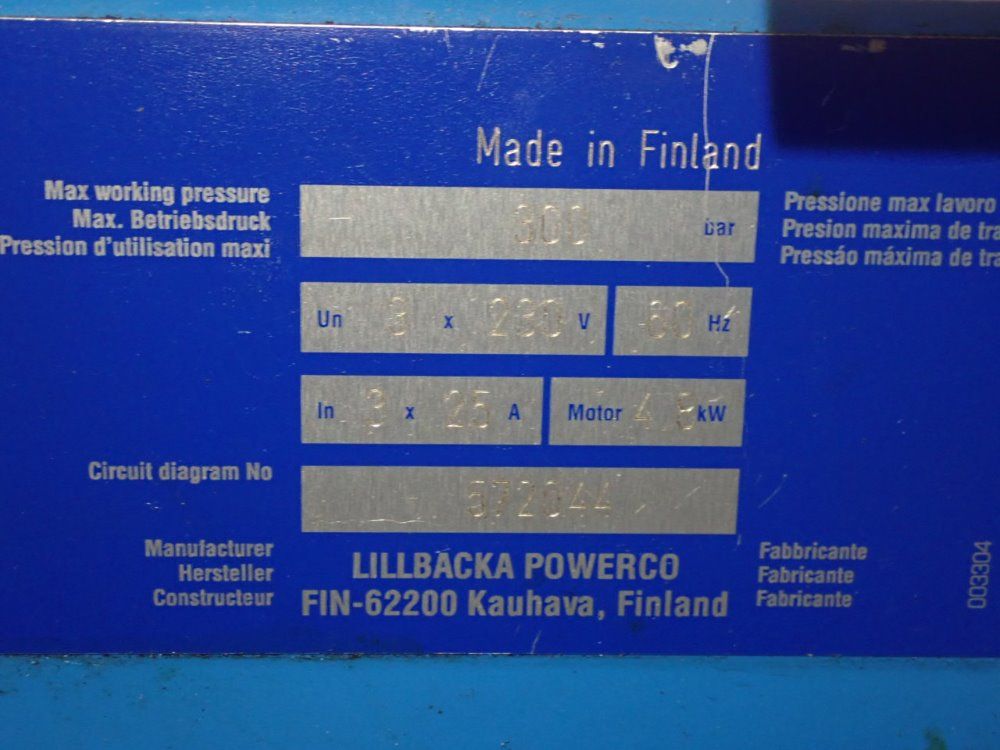 Made in Finland
Max working pressure
Max. Betriebsdruck
Pression d'utilisation maxi
300 bar
Pressione max lavoro
Presion maxima de tra
Pressáo máxima de tra
Un 3 x 230 V
60 Hz
In 3 x 25 A
Motor kW
Circuit diagram No
572044
Manufacturer
Hersteller
Constructeur
LILLBACKA POWERCO
FIN-62200 Kauhava, Finland
Fabbricante
Fabricante
Fabricante
003304